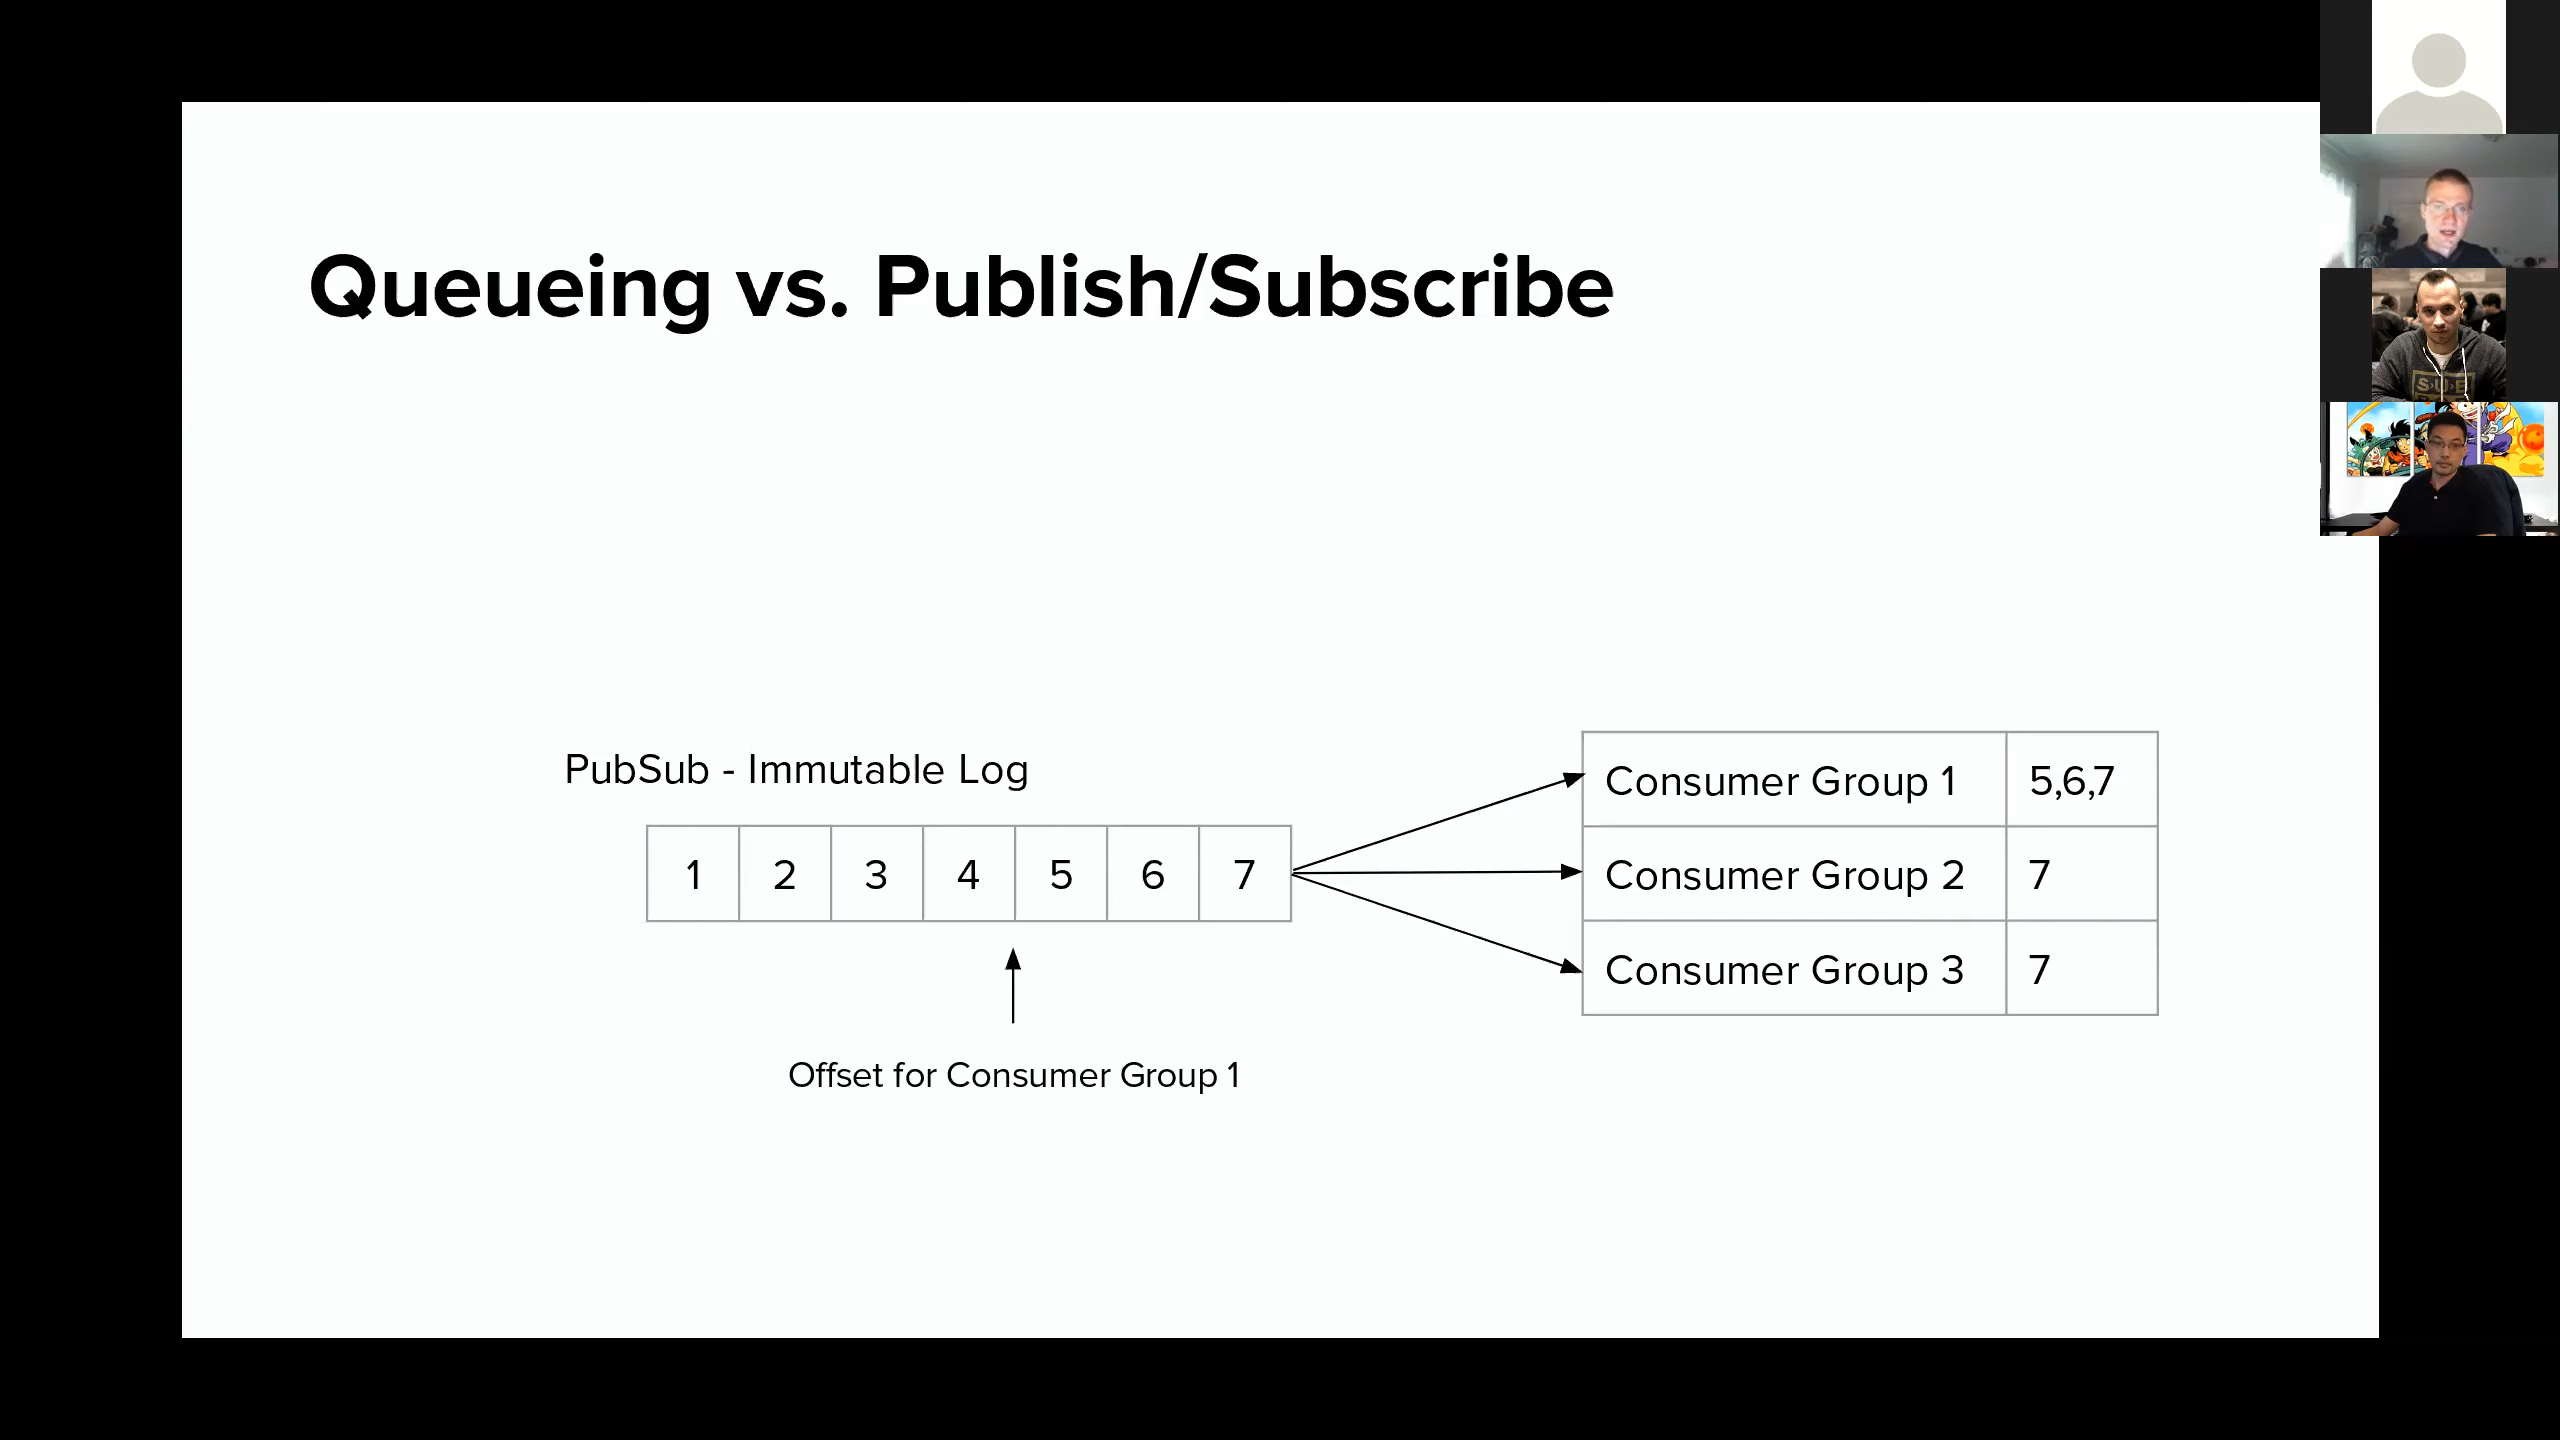 Queueing vs. Publish/Subscribe
PubSub - Immutable Log
1 2 3 4 5 6 7
Offset for Consumer Group 1
Consumer Group 1 5,6,7
Consumer Group 2 7
Consumer Group 3 7